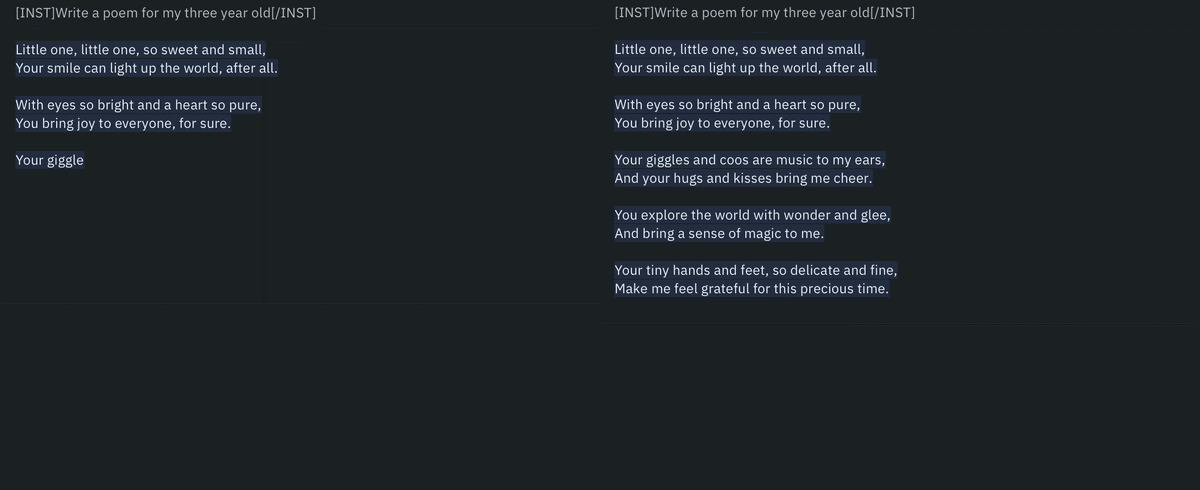 [INST]Write a poem for my three year old[/INST]
Little one, little one, so sweet and small,
Your smile can light up the world, after all.
With eyes so bright and a heart so pure,
You bring joy to everyone, for sure.
Your giggle
[INST]Write a poem for my three year old[/INST]
Little one, little one, so sweet and small,
Your smile can light up the world, after all.
With eyes so bright and a heart so pure,
You bring joy to everyone, for sure.
Your giggles and coos are music to my ears,
And your hugs and kisses bring me cheer.
You explore the world with wonder and glee,
And bring a sense of magic to me.
Your tiny hands and feet, so delicate and fine,
Make me feel grateful for this precious time.